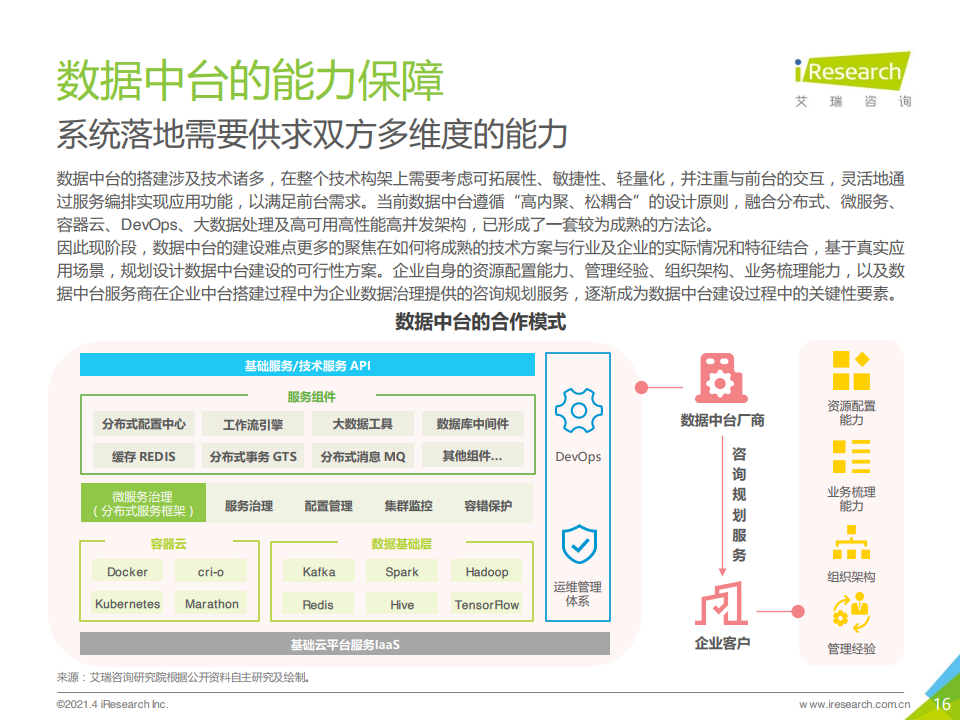 数据中台的能力保障
iResearch
艾 瑞 咨 询
系统落地需要供求双方多维度的能力
数据中台的搭建涉及技术诸多，在整个技术构架上需要考虑可拓展性、敏捷性、轻量化，并注重与前台的交互，灵活地通
过服务编排实现应用功能，以满足前台需求。当前数据中台遵循“高内聚、松耦合”的设计原则，融合分布式、微服务、
容器云、DevOps、大数据处理及高可用高性能高并发架构，已形成了一套较为成熟的方法论。
因此现阶段，数据中台的建设难点更多的聚焦在如何将成熟的技术方案与行业及企业的实际情况和特征结合，基于真实应
用场景，规划设计数据中台建设的可行性方案。企业自身的资源配置能力、管理经验、组织架构、业务梳理能力，以及数
据中台服务商在企业中台搭建过程中为企业数据治理提供的咨询规划服务，逐渐成为数据中台建设过程中的关键性要素。
数据中台的合作模式
基础服务/技术服务 API
服务组件
分布式配置中心
工作流引擎
大数据工具
数据库中间件
缓存 REDIS
分布式事务 GTS
分布式消息 MQ
其他组件...
微服务治理
（分布式服务框架）
服务治理
配置管理
集群监控
容错保护
容器云
Docker
cri-o
Kubernetes
Marathon
数据基础层
Kafka
Spark
Hadoop
Redis
Hive
TensorFlow
基础云平台服务IaaS
DevOps
运维管理
体系
数据中台厂商
咨
询
规
划
服
务
企业客户
资源配置
能力
业务梳理
能力
组织架构
管理经验
来源：艾瑞咨询研究院根据公开资料自主研究及绘制。
©2021.4 iResearch Inc.
www.iresearch.com.cn
16